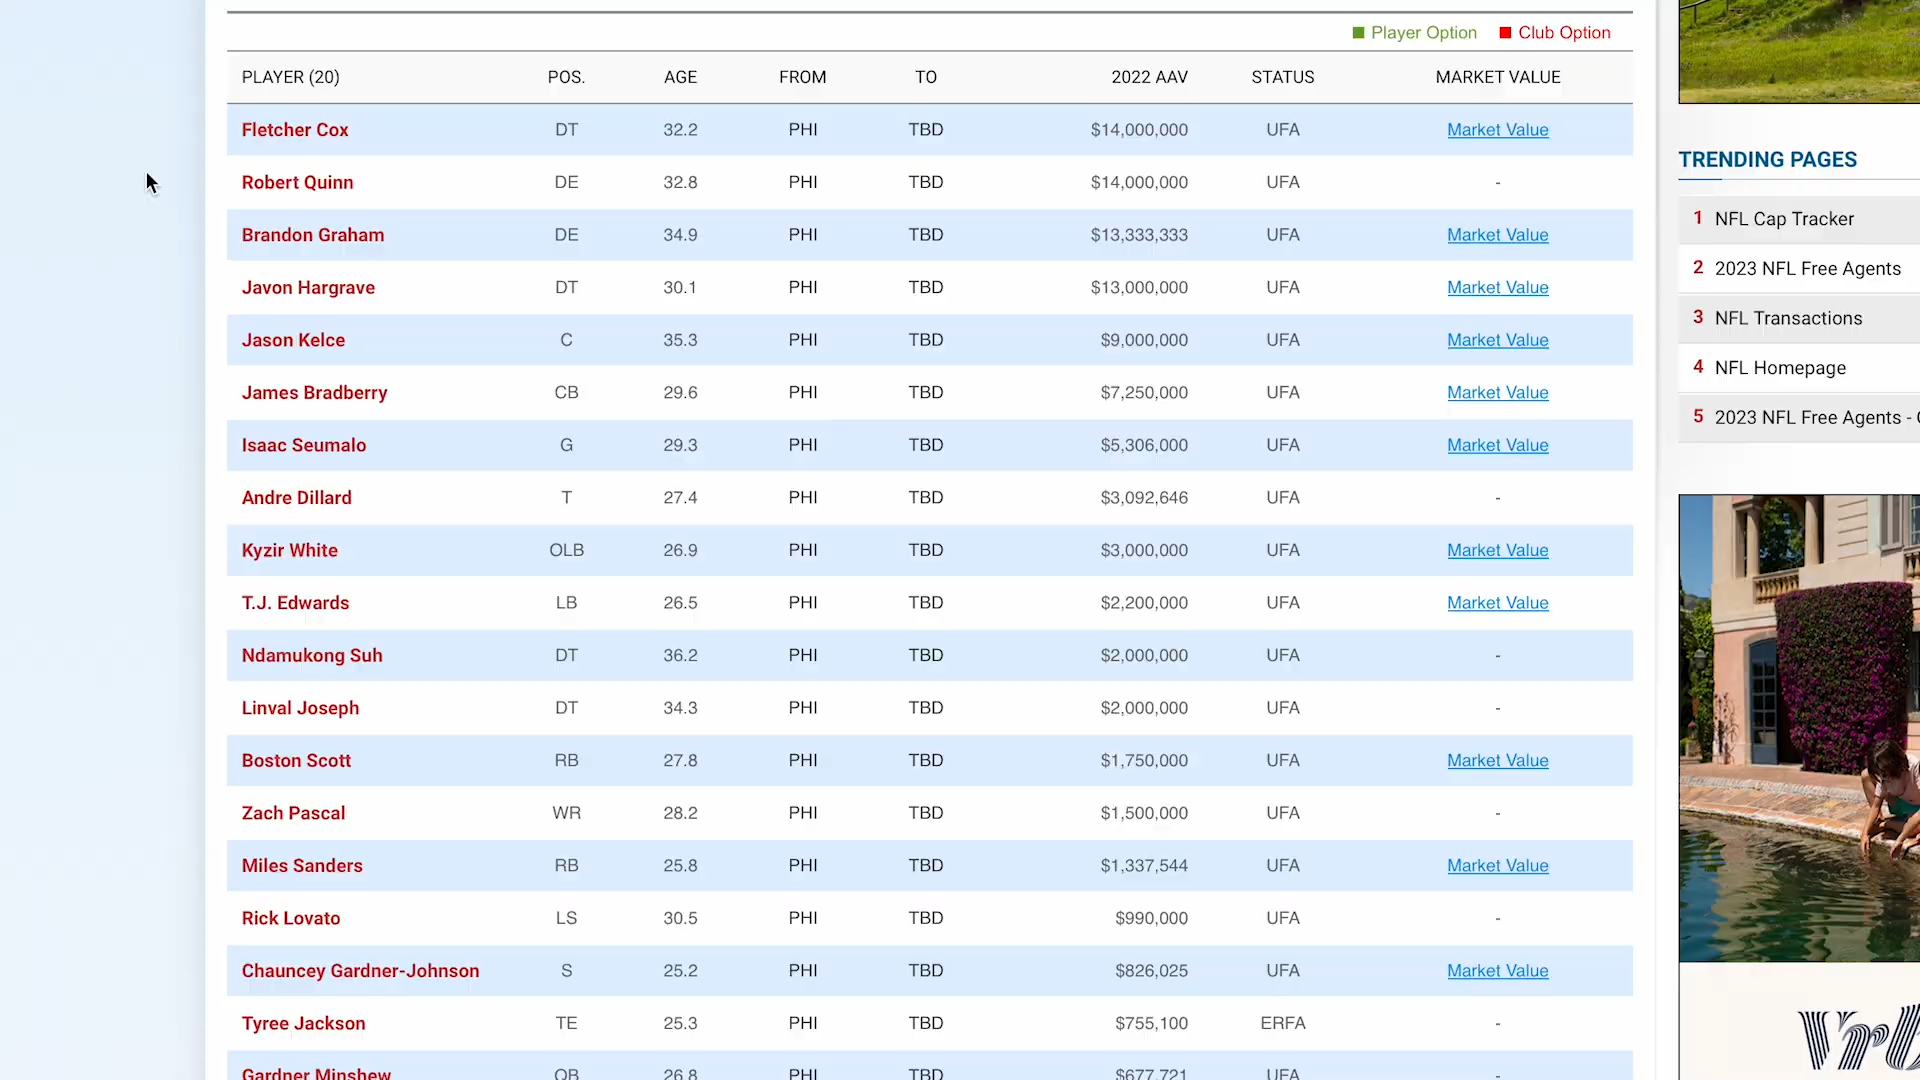 Player Option Club Option
PLAYER (20) POS. AGE FROM TO 2022 AAV STATUS MARKET VALUE
Fletcher Cox DT 32.2 PHI TBD $14,000,000 UFA Market Value
Robert Quinn DE 32.8 PHI TBD $14,000,000 UFA -
Brandon Graham DE 34.9 PHI TBD $13,333,333 UFA Market Value
Javon Hargrave DT 30.1 PHI TBD $13,000,000 UFA Market Value
Jason Kelce C 35.3 PHI TBD $9,000,000 UFA Market Value
James Bradberry CB 29.6 PHI TBD $7,250,000 UFA Market Value
Isaac Seumalo G 29.3 PHI TBD $5,306,000 UFA Market Value
Andre Dillard T 27.4 PHI TBD $3,092,646 UFA -
Kyzir White OLB 26.9 PHI TBD $3,000,000 UFA Market Value
T.J. Edwards LB 26.5 PHI TBD $2,200,000 UFA Market Value
Ndamukong Suh DT 36.2 PHI TBD $2,000,000 UFA -
Linval Joseph DT 34.3 PHI TBD $2,000,000 UFA -
Boston Scott RB 27.8 PHI TBD $1,750,000 UFA Market Value
Zach Pascal WR 28.2 PHI TBD $1,500,000 UFA -
Miles Sanders RB 25.8 PHI TBD $1,337,544 UFA Market Value
Rick Lovato LS 30.5 PHI TBD $990,000 UFA -
Chauncey Gardner-Johnson S 25.2 PHI TBD $826,025 UFA Market Value
Tyree Jackson TE 25.3 PHI TBD $755,100 ERFA -
Gardner Minshew QB 26.8 PHI TBD $677,721 UFA -
TRENDING PAGES
1 NFL Cap Tracker
2 2023 NFL Free Agents
3 NFL Transactions
4 NFL Homepage
5 2023 NFL Free Agents -